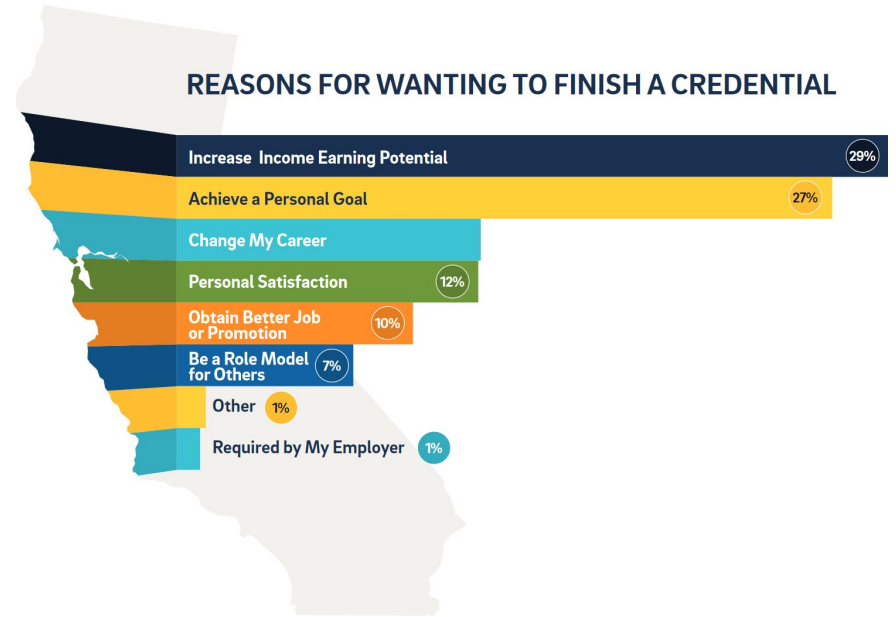 REASONS FOR WANTING TO FINISH A CREDENTIAL
Increase Income Earning Potential 29%
Achieve a Personal Goal 27%
Change My Career
Personal Satisfaction 12%
Obtain Better Job
or Promotion 10%
Be a Role Model
for Others 7%
Other 1%
Required by My Employer 1%